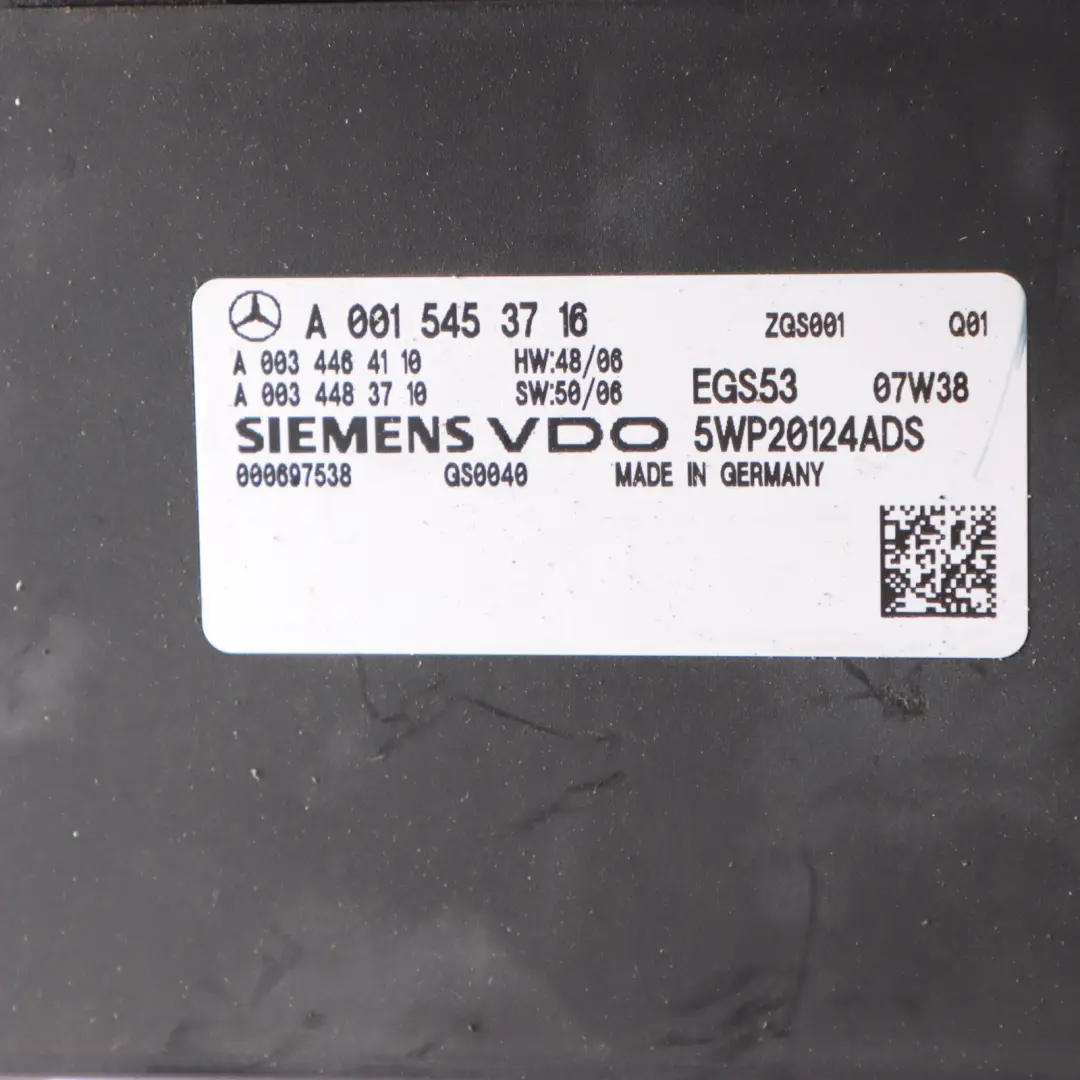 A 001 545 37 16 ZGS001 Q01
A 003 446 41 10 HW:48/06
A 003 448 37 10 SW:50/06 EGS53 07W38
SIEMENS VDO 5WP20124ADS
000697538 QS0040 MADE IN GERMANY